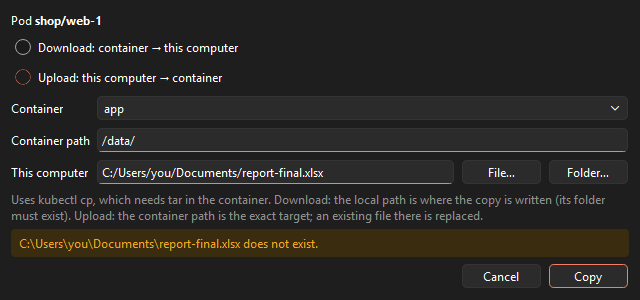 Pod shop/web-1
Download: container → this computer
Upload: this computer → container
Container app
Container path /data/
This computer C:/Users/you/Documents/report-final.xlsx File... Folder...
Uses kubectl cp, which needs tar in the container. Download: the local path is where the copy is written (its folder
must exist). Upload: the container path is the exact target; an existing file there is replaced.
C:\Users\you\Documents\report-final.xlsx does not exist.
Cancel Copy